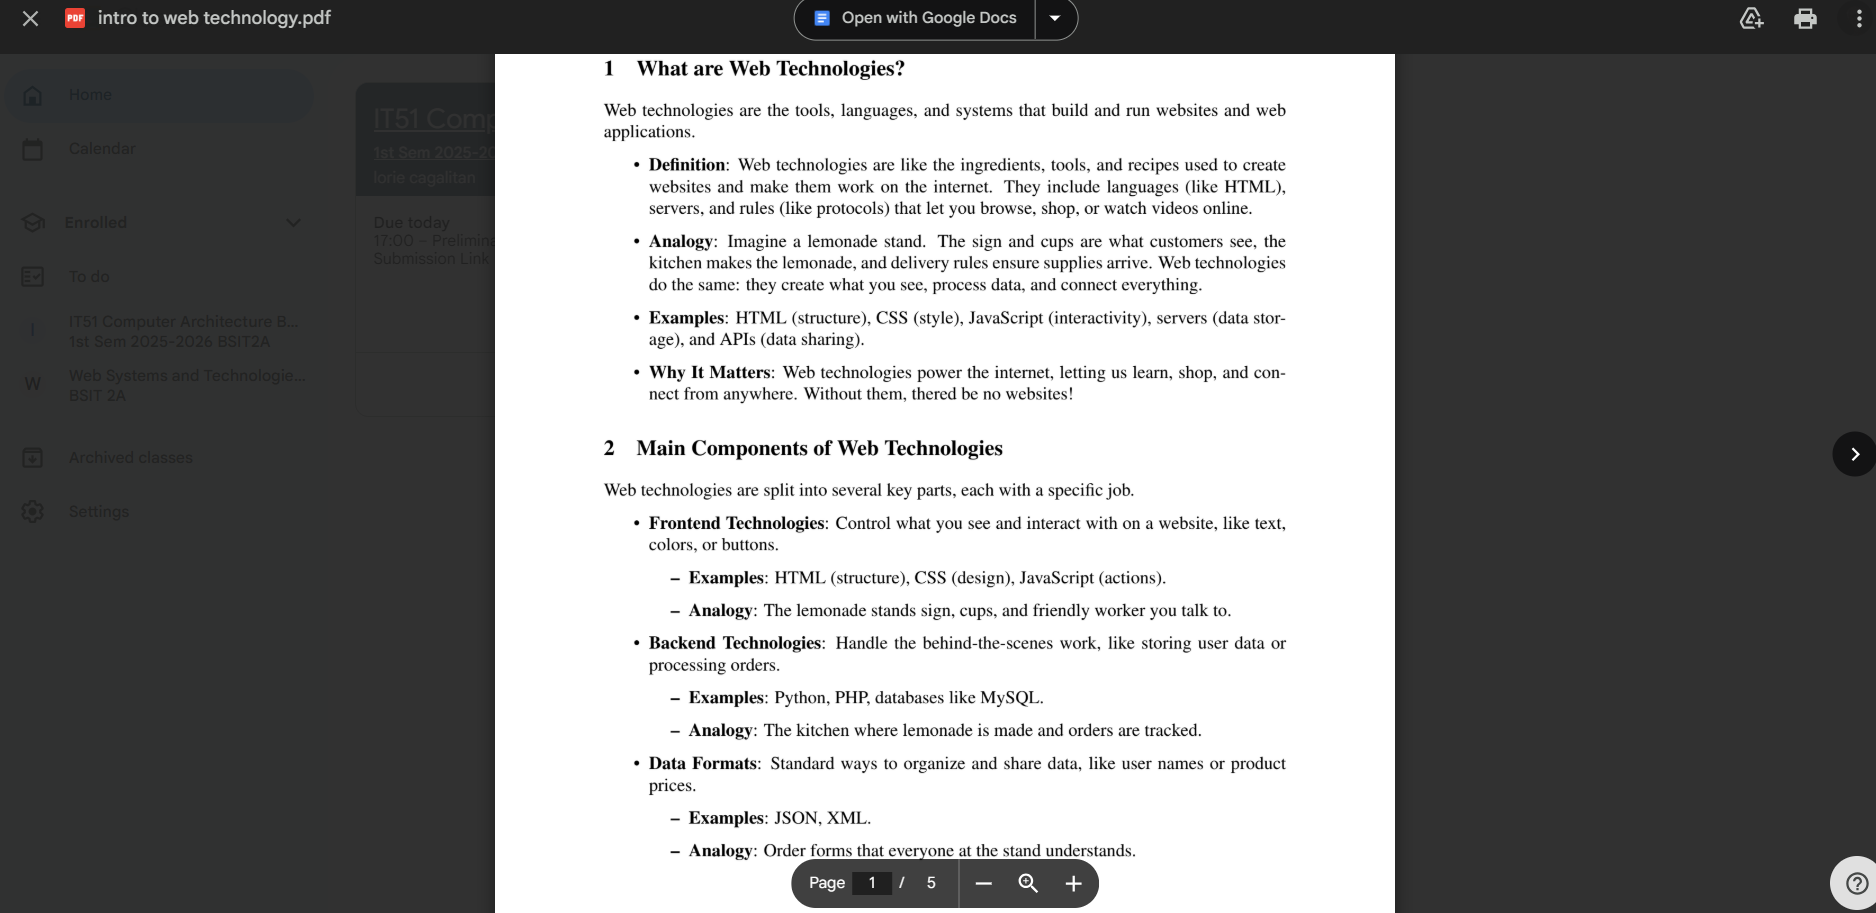 intro to web technology.pdf
Open with Google Docs
Home
Calendar
Enrolled
To do
IT51 Computer Architecture B...
1st Sem 2025-2026 BSIT2A
W
Web Systems and Technologie...
BSIT 2A
Archived classes
Settings
IT51 Comp
1st Sem 2025-20
lorie cagalitan
Due today
17:00 – Prelimina
Submission Link
1 What are Web Technologies?
Web technologies are the tools, languages, and systems that build and run websites and web
applications.
• Definition: Web technologies are like the ingredients, tools, and recipes used to create
websites and make them work on the internet. They include languages (like HTML),
servers, and rules (like protocols) that let you browse, shop, or watch videos online.
• Analogy: Imagine a lemonade stand. The sign and cups are what customers see, the
kitchen makes the lemonade, and delivery rules ensure supplies arrive. Web technologies
do the same: they create what you see, process data, and connect everything.
• Examples: HTML (structure), CSS (style), JavaScript (interactivity), servers (data stor-
age), and APIs (data sharing).
• Why It Matters: Web technologies power the internet, letting us learn, shop, and con-
nect from anywhere. Without them, thered be no websites!
2 Main Components of Web Technologies
Web technologies are split into several key parts, each with a specific job.
• Frontend Technologies: Control what you see and interact with on a website, like text,
colors, or buttons.
– Examples: HTML (structure), CSS (design), JavaScript (actions).
– Analogy: The lemonade stands sign, cups, and friendly worker you talk to.
• Backend Technologies: Handle the behind-the-scenes work, like storing user data or
processing orders.
– Examples: Python, PHP, databases like MySQL.
– Analogy: The kitchen where lemonade is made and orders are tracked.
• Data Formats: Standard ways to organize and share data, like user names or product
prices.
– Examples: JSON, XML.
– Analogy: Order forms that everyone at the stand understands.
Page 1 / 5